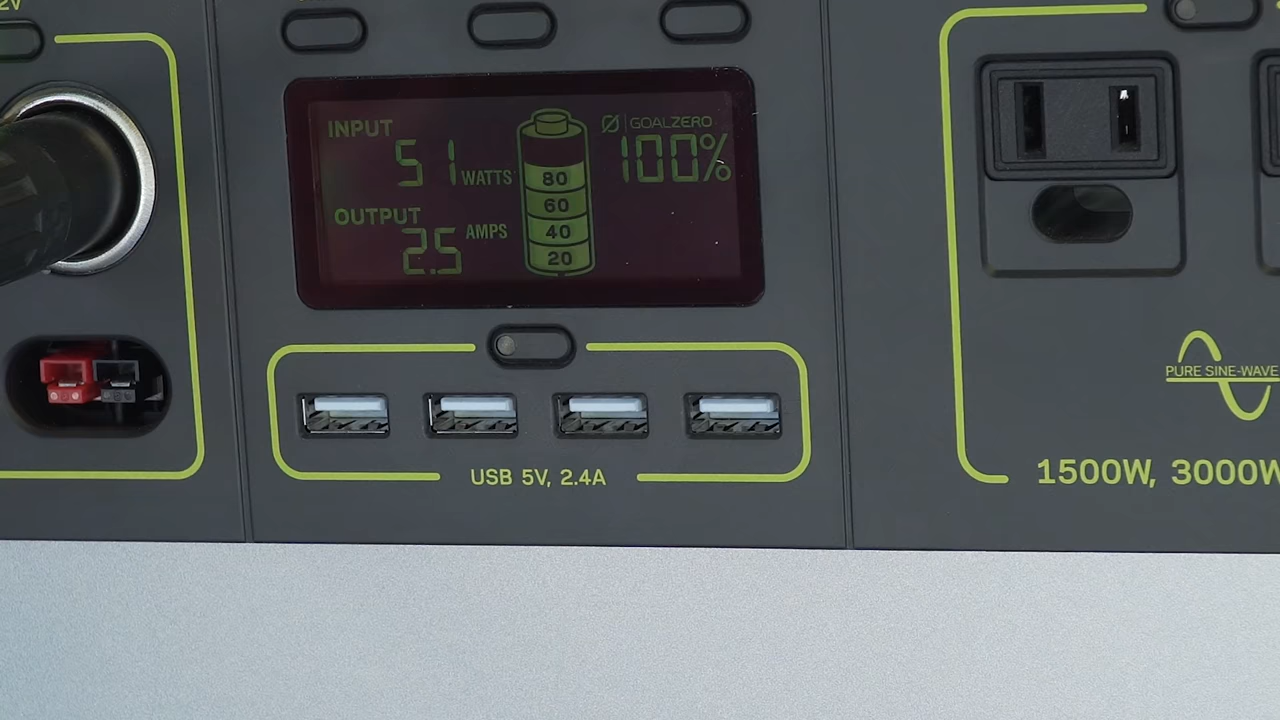 2V
INPUT
51 WATTS
OUTPUT
2.5 AMPS
80
60
40
20
GOALZERO
100%
USB 5V, 2.4A
PURE SINE-WAVE
1500W, 3000W